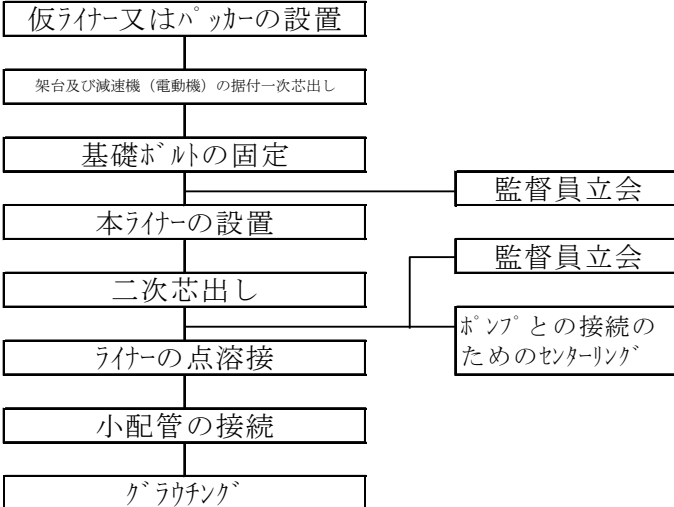 仮ﾗｲﾅｰ又はﾊﾟｯｶｰの設置
架台及び減速機（電動機）の据付一次芯出し
基礎ﾎﾞﾙﾄの固定
監督員立会
本ﾗｲﾅｰの設置
監督員立会
二次芯出し
ﾎﾟﾝﾌﾟとの接続の
ためのｾﾝﾀｰﾘﾝｸﾞ
ﾗｲﾅｰの点溶接
小配管の接続
ｸﾞﾗｳﾁﾝｸﾞ